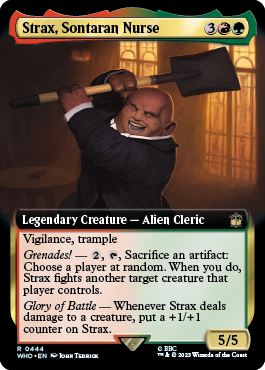 Strax, Sontaran Nurse 3
Legendary Creature — Alien Cleric
Vigilance, trample
Grenades! — 2, Sacrifice an artifact:
Choose a player at random. When you do,
Strax fights another target creature that
player controls.
Glory of Battle — Whenever Strax deals
damage to a creature, put a +1/+1
counter on Strax.
5/5
R 0444
WHO • EN JOHN TEDRICK
© BBC
™ & © 2023 Wizards of the Coast